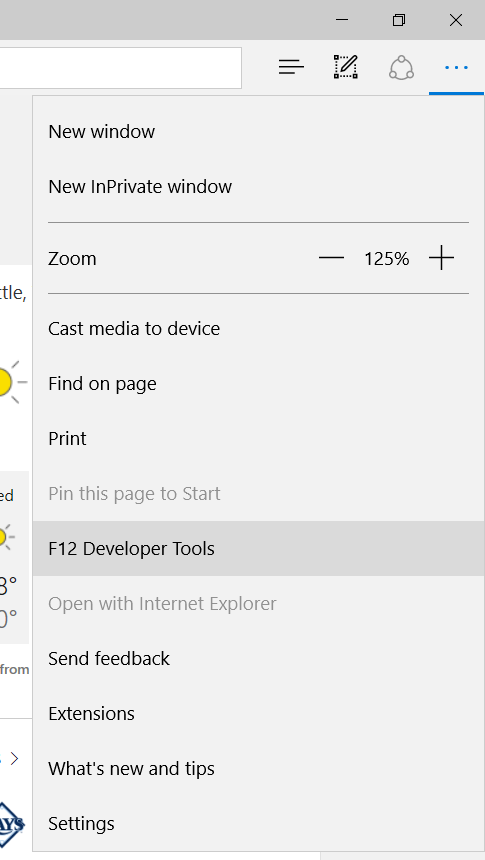 New window
New InPrivate window
Zoom 125%
ttle,
Cast media to device
Find on page
Print
Pin this page to Start
ed
F12 Developer Tools
8°
Open with Internet Explorer
0°
Send feedback
from
Extensions
What's new and tips
AYS
Settings